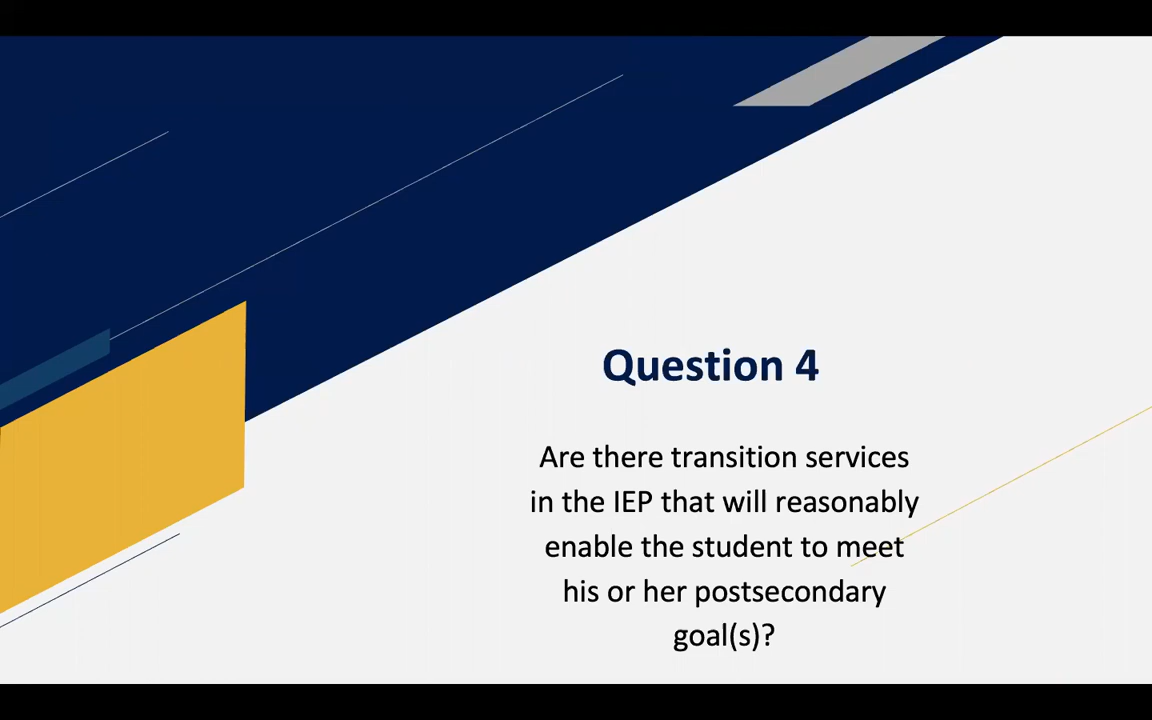 Question 4
Are there transition services
in the IEP that will reasonably
enable the student to meet
his or her postsecondary
goal(s)?